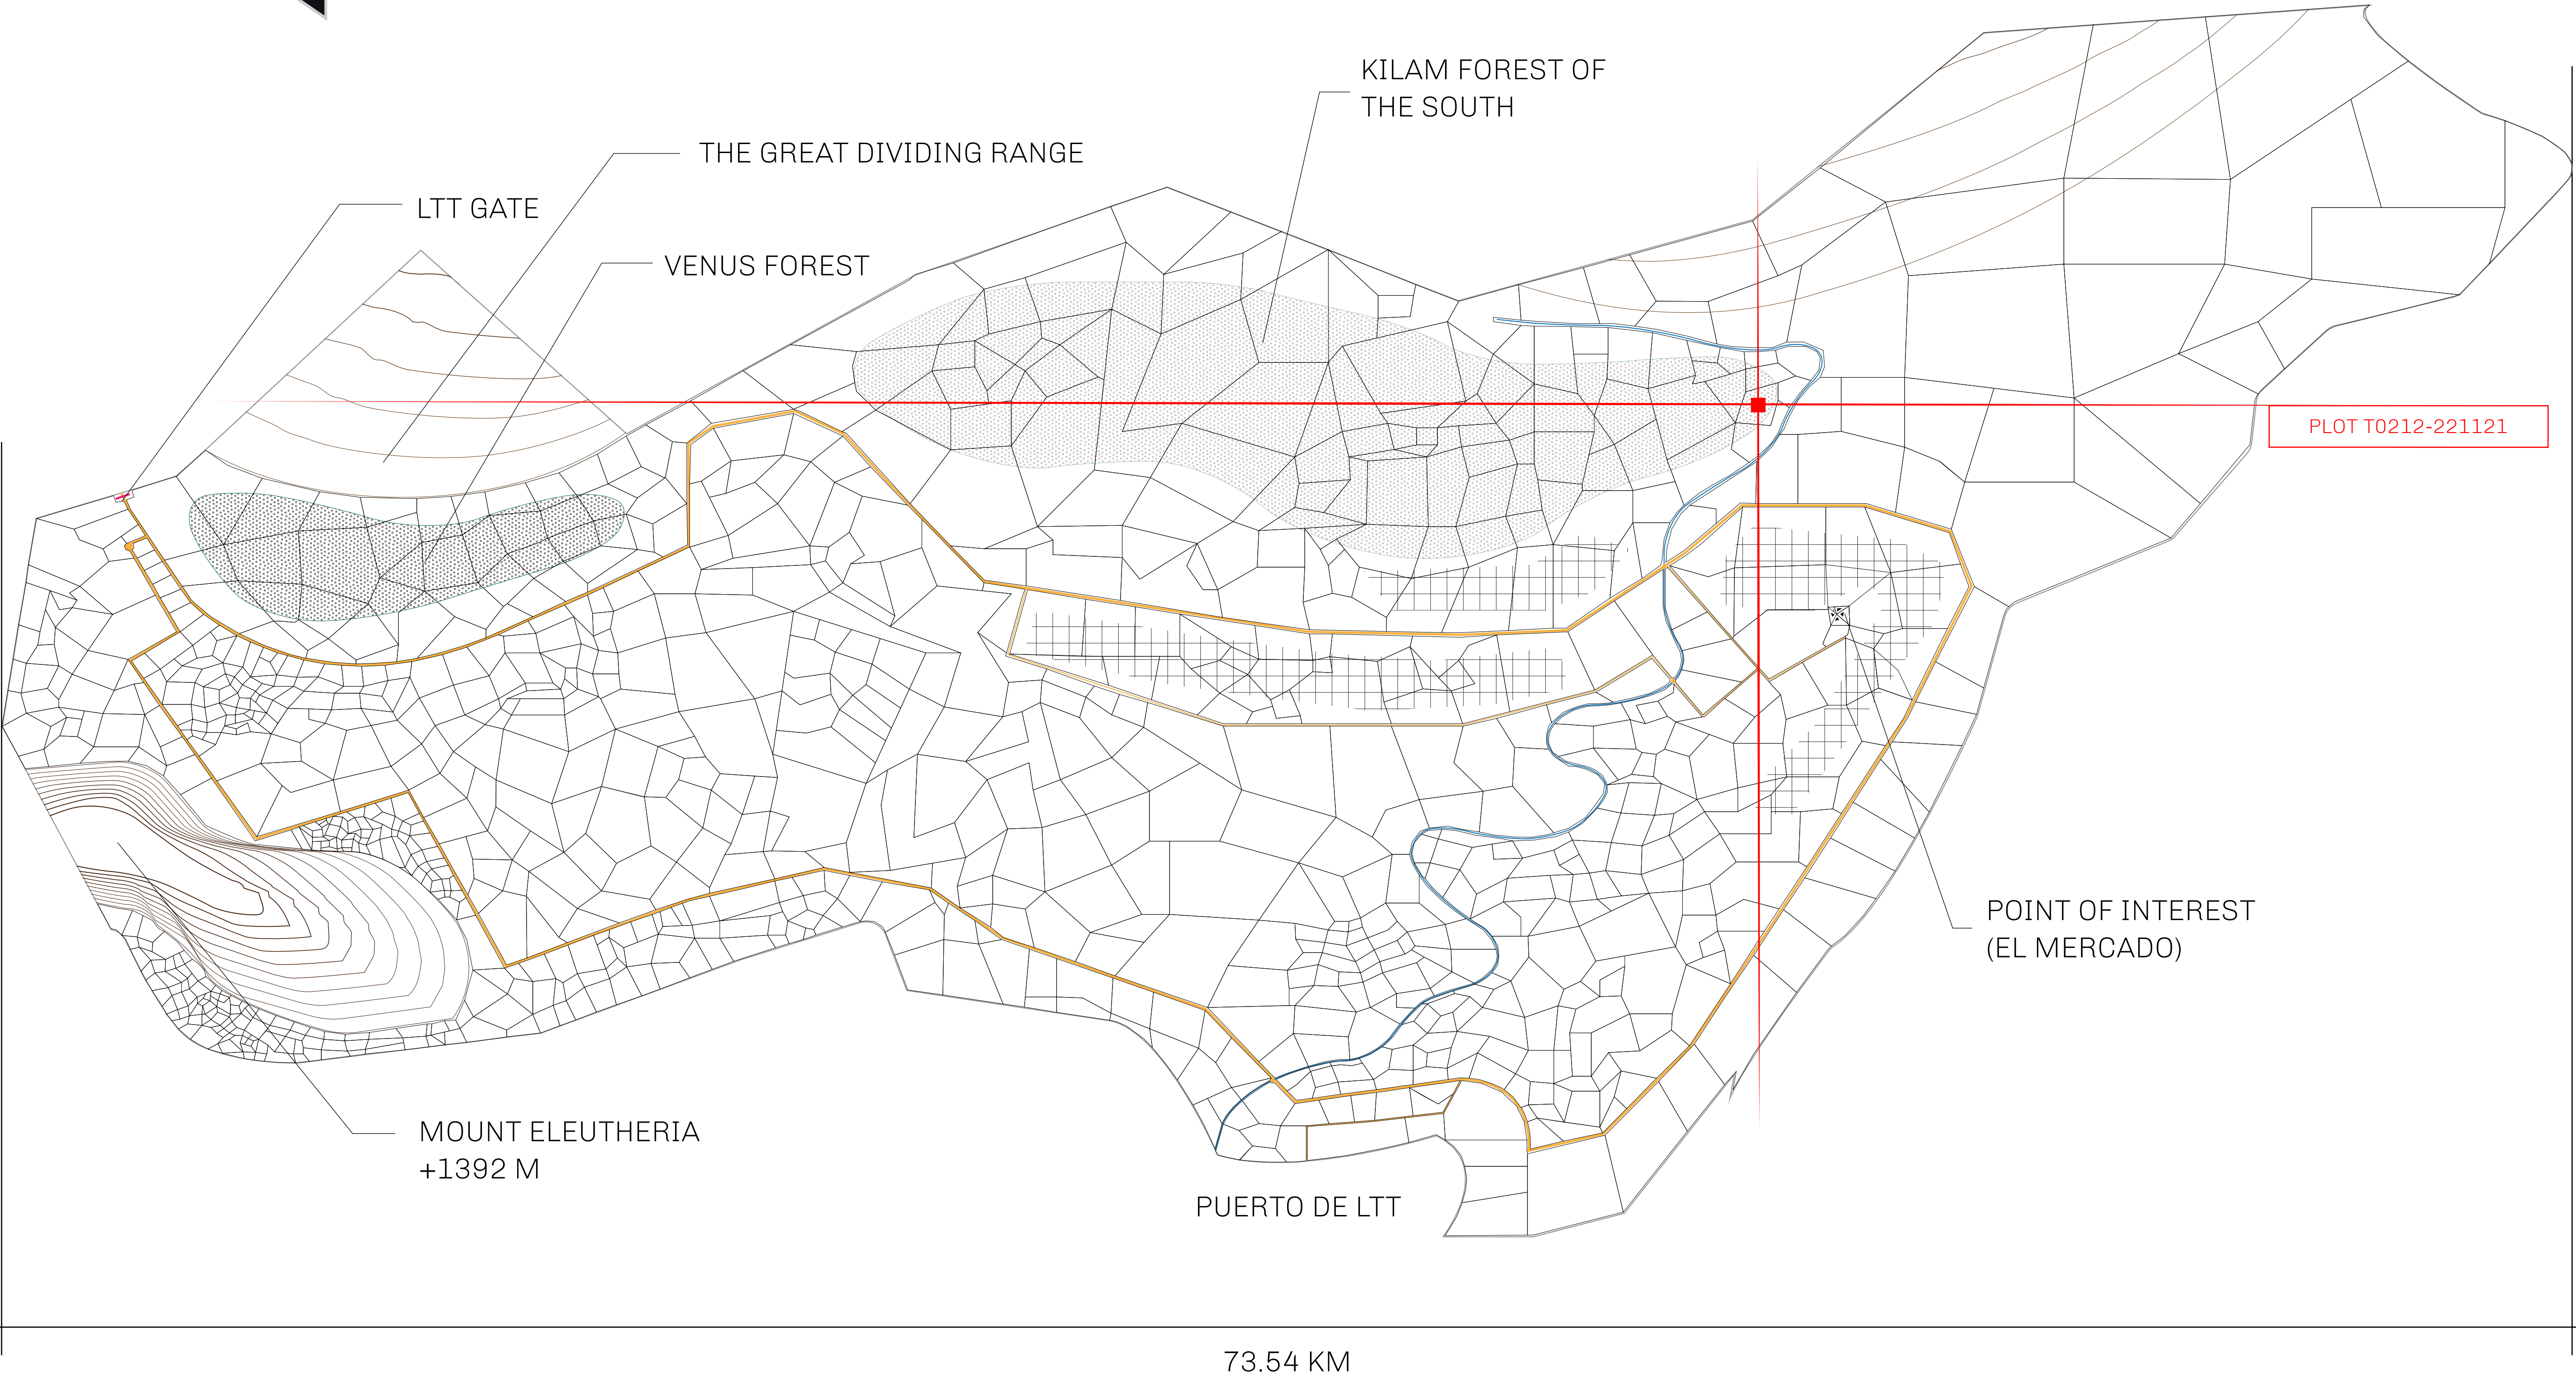 KILAM FOREST OF
THE SOUTH
THE GREAT DIVIDING RANGE
LTT GATE
VENUS FOREST
PLOT T0212-221121
POINT OF INTEREST
(EL MERCADO)
MOUNT ELEUTHERIA
+1392 M
PUERTO DE LTT
73.54 KM